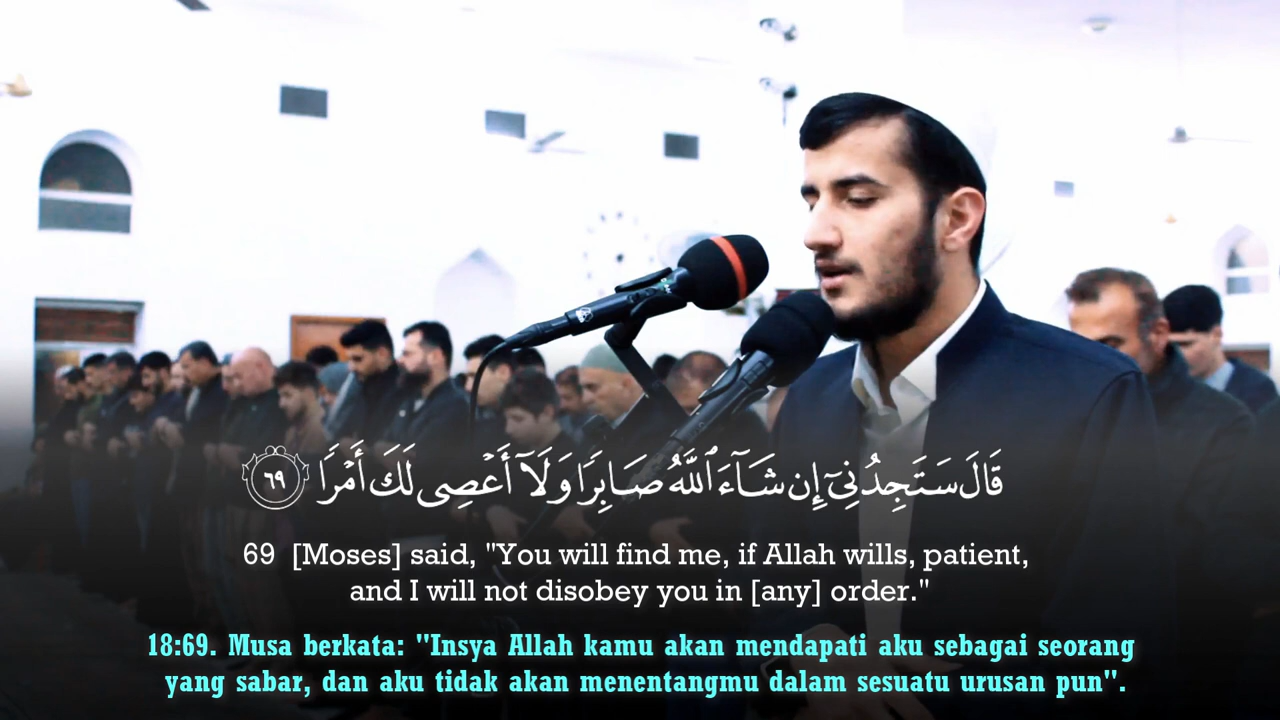 قَالَ سَتَجِدُنِىٓ إِن شَآءَ ٱللَّهُ صَابِرًا وَلَآ أَعْصِى لَكَ أَمْرًا ٦٩
69 [Moses] said, "You will find me, if Allah wills, patient,
and I will not disobey you in [any] order."
18:69. Musa berkata: "Insya Allah kamu akan mendapati aku sebagai seorang
yang sabar, dan aku tidak akan menentangmu dalam sesuatu urusan pun".